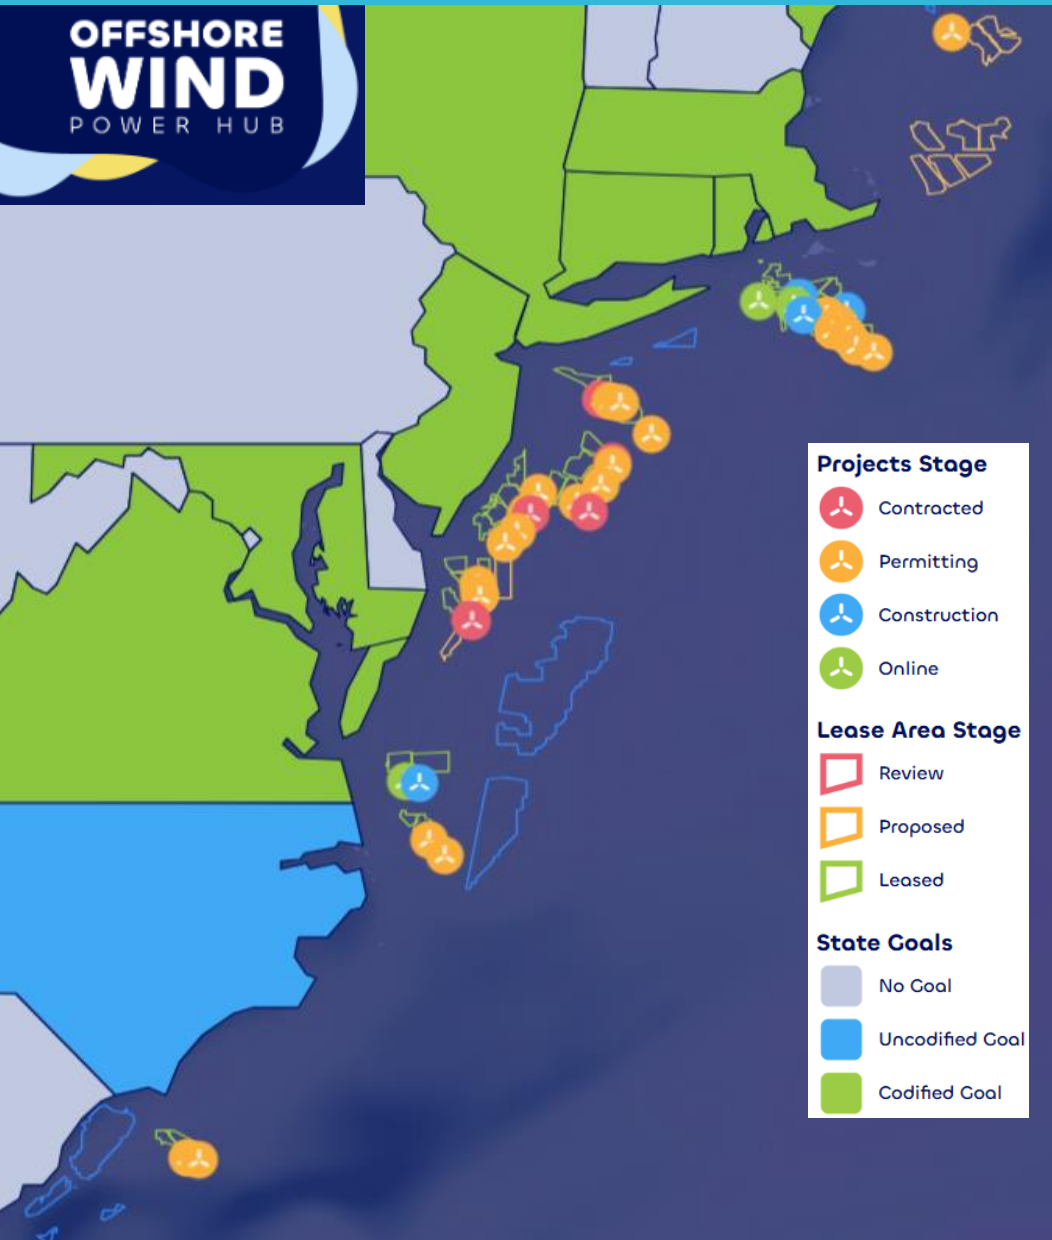 OFFSHORE
WIND
POWER HUB
Projects Stage
Contracted
Permitting
Construction
Online
Lease Area Stage
Review
Proposed
Leased
State Goals
No Goal
Uncodified Goal
Codified Goal